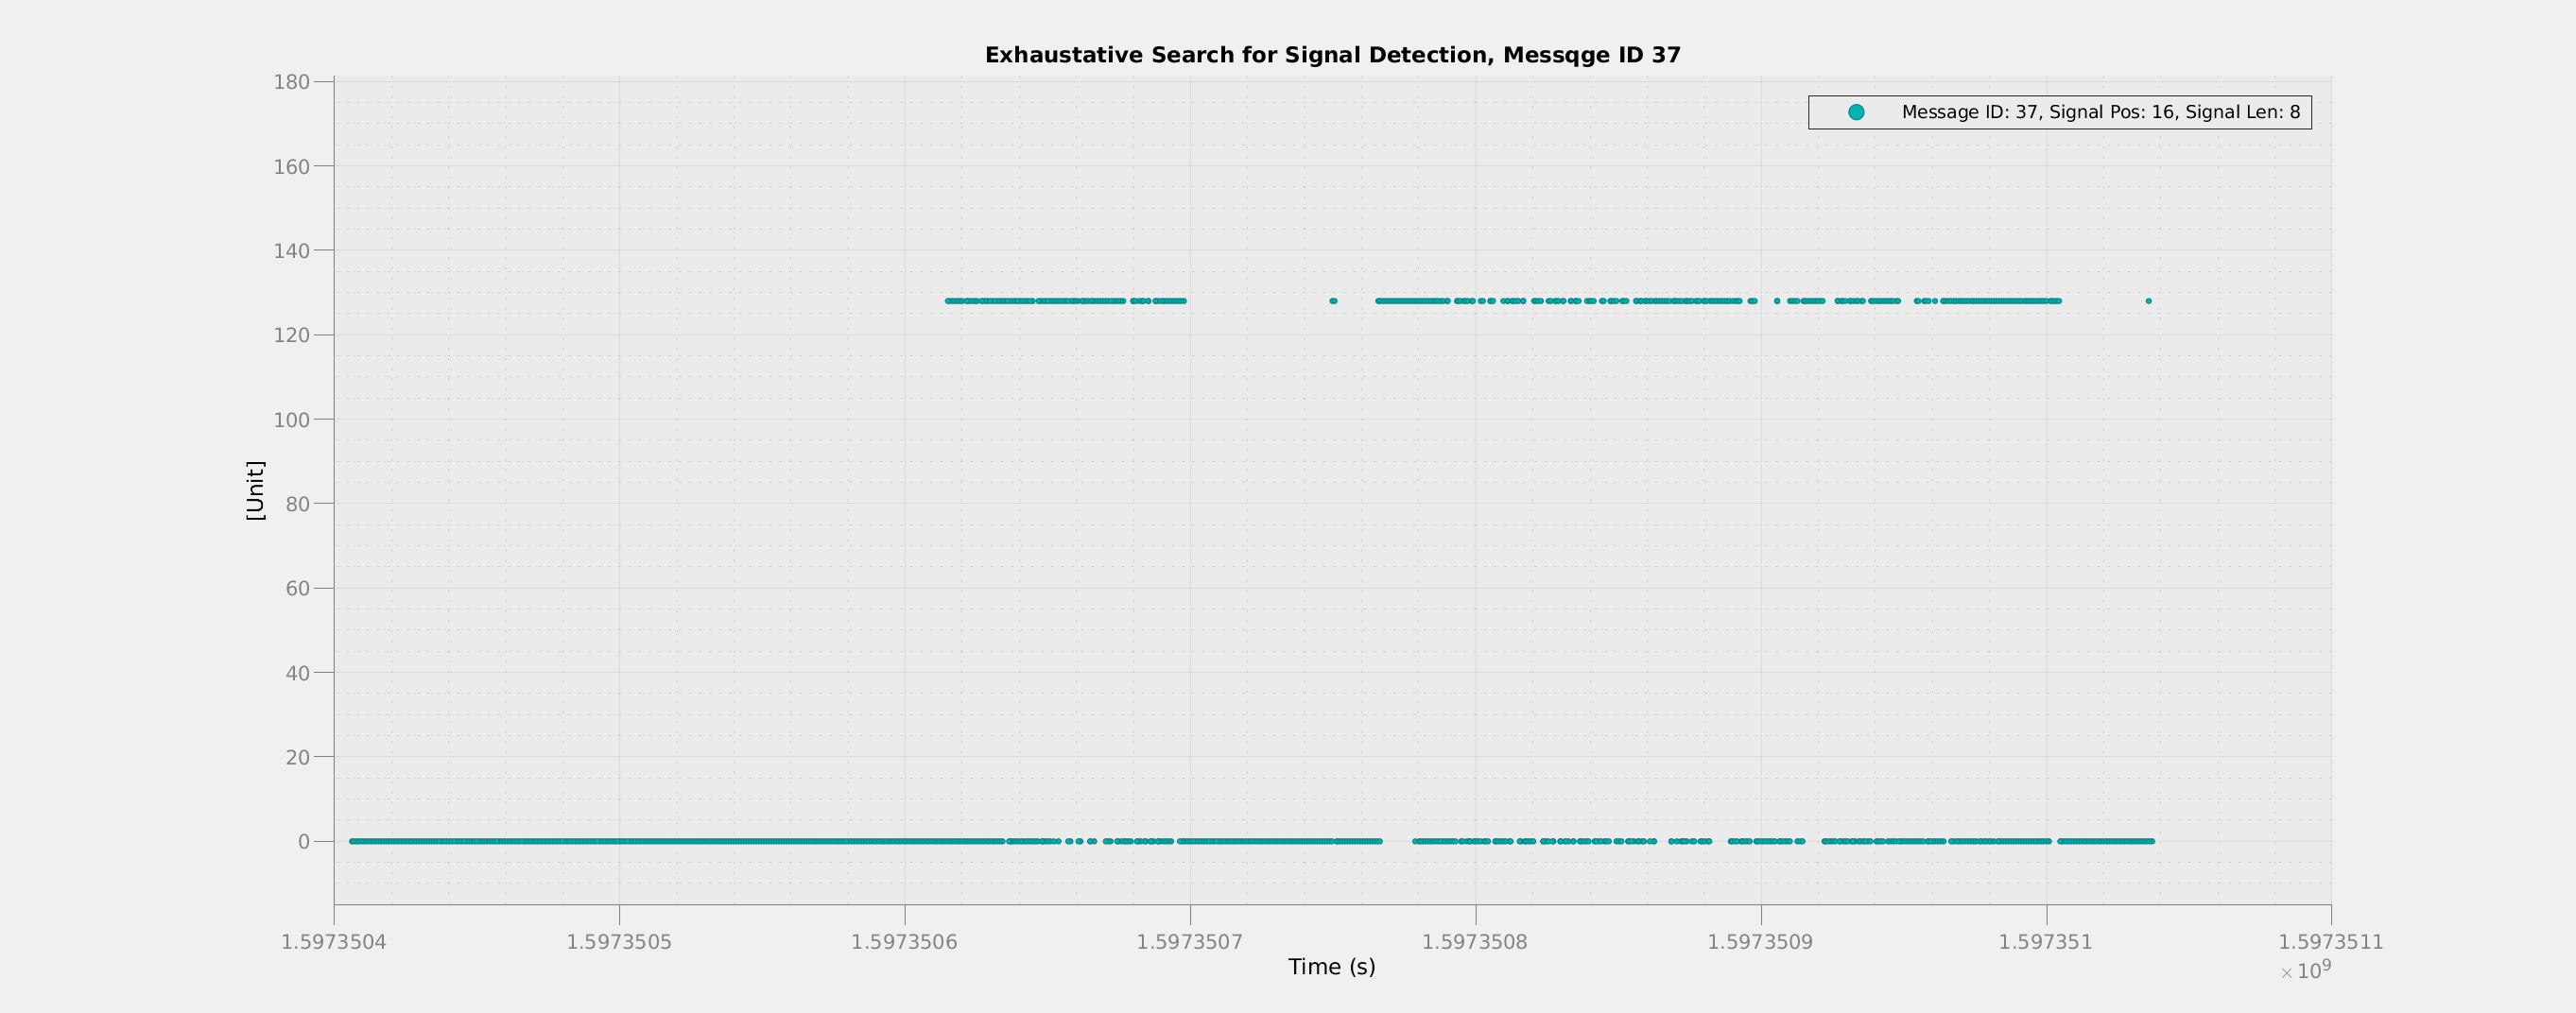 Exhaustative Search for Signal Detection, Messqge ID 37
Message ID: 37, Signal Pos: 16, Signal Len: 8
180
160
140
120
100
80
60
40
20
0
[Unit]
1.5973504 1.5973505 1.5973506 1.5973507 1.5973508 1.5973509 1.597351 1.5973511
Time (s)
× 10⁹